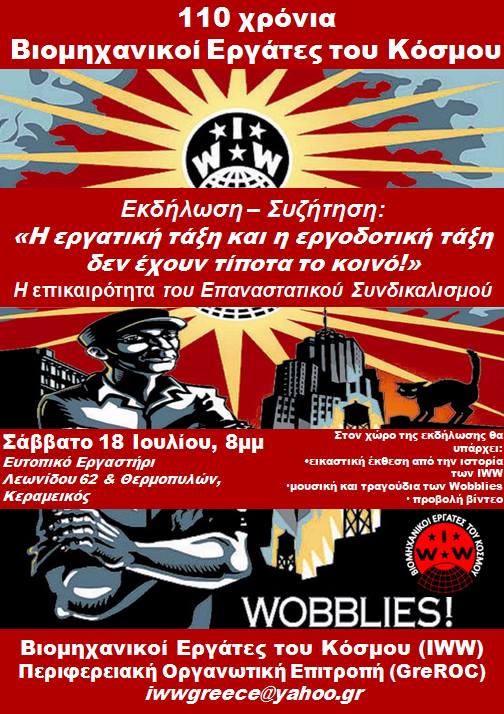 110 χρόνια
Βιομηχανικοί Εργάτες του Κόσμου
I
W W
Εκδήλωση – Συζήτηση:
«Η εργατική τάξη και η εργοδοτική τάξη
δεν έχουν τίποτα το κοινό!»
Η επικαιρότητα του Επαναστατικού Συνδικαλισμού
Σάββατο 18 Ιουλίου, 8μμ
Ευτοπικό Εργαστήρι
Λεωνίδου 62 & Θερμοπυλών,
Κεραμεικός
Στον χώρο της εκδήλωσης θα
υπάρχει:
•εικαστική έκθεση από την ιστορία
των IWW
•μουσική και τραγούδια των Wobblies
• προβολή βίντεο
ΒΙΟΜΗΧΑΝΙΚΟΙ ΕΡΓΑΤΕΣ ΤΟΥ ΚΟΣΜΟΥ
I
W W
WOBBLIES!
Βιομηχανικοί Εργάτες του Κόσμου (IWW)
Περιφερειακή Οργανωτική Επιτροπή (GreROC)
iwwgreece@yahoo.gr